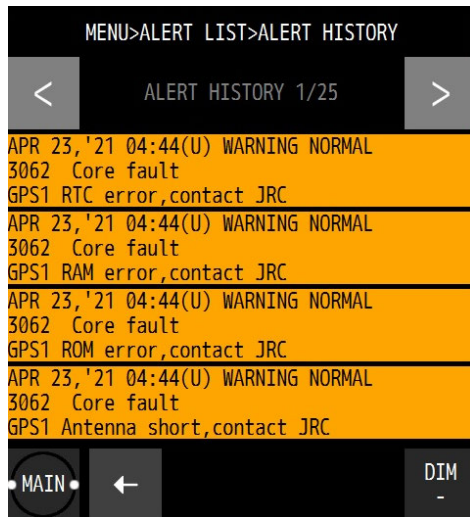 MENU>ALERT LIST>ALERT HISTORY
< ALERT HISTORY 1/25 >
APR 23,'21 04:44(U) WARNING NORMAL
3062 Core fault
GPS1 RTC error,contact JRC
APR 23,'21 04:44(U) WARNING NORMAL
3062 Core fault
GPS1 RAM error,contact JRC
APR 23,'21 04:44(U) WARNING NORMAL
3062 Core fault
GPS1 ROM error,contact JRC
APR 23,'21 04:44(U) WARNING NORMAL
3062 Core fault
GPS1 Antenna short,contact JRC
MAIN ← DIM
-